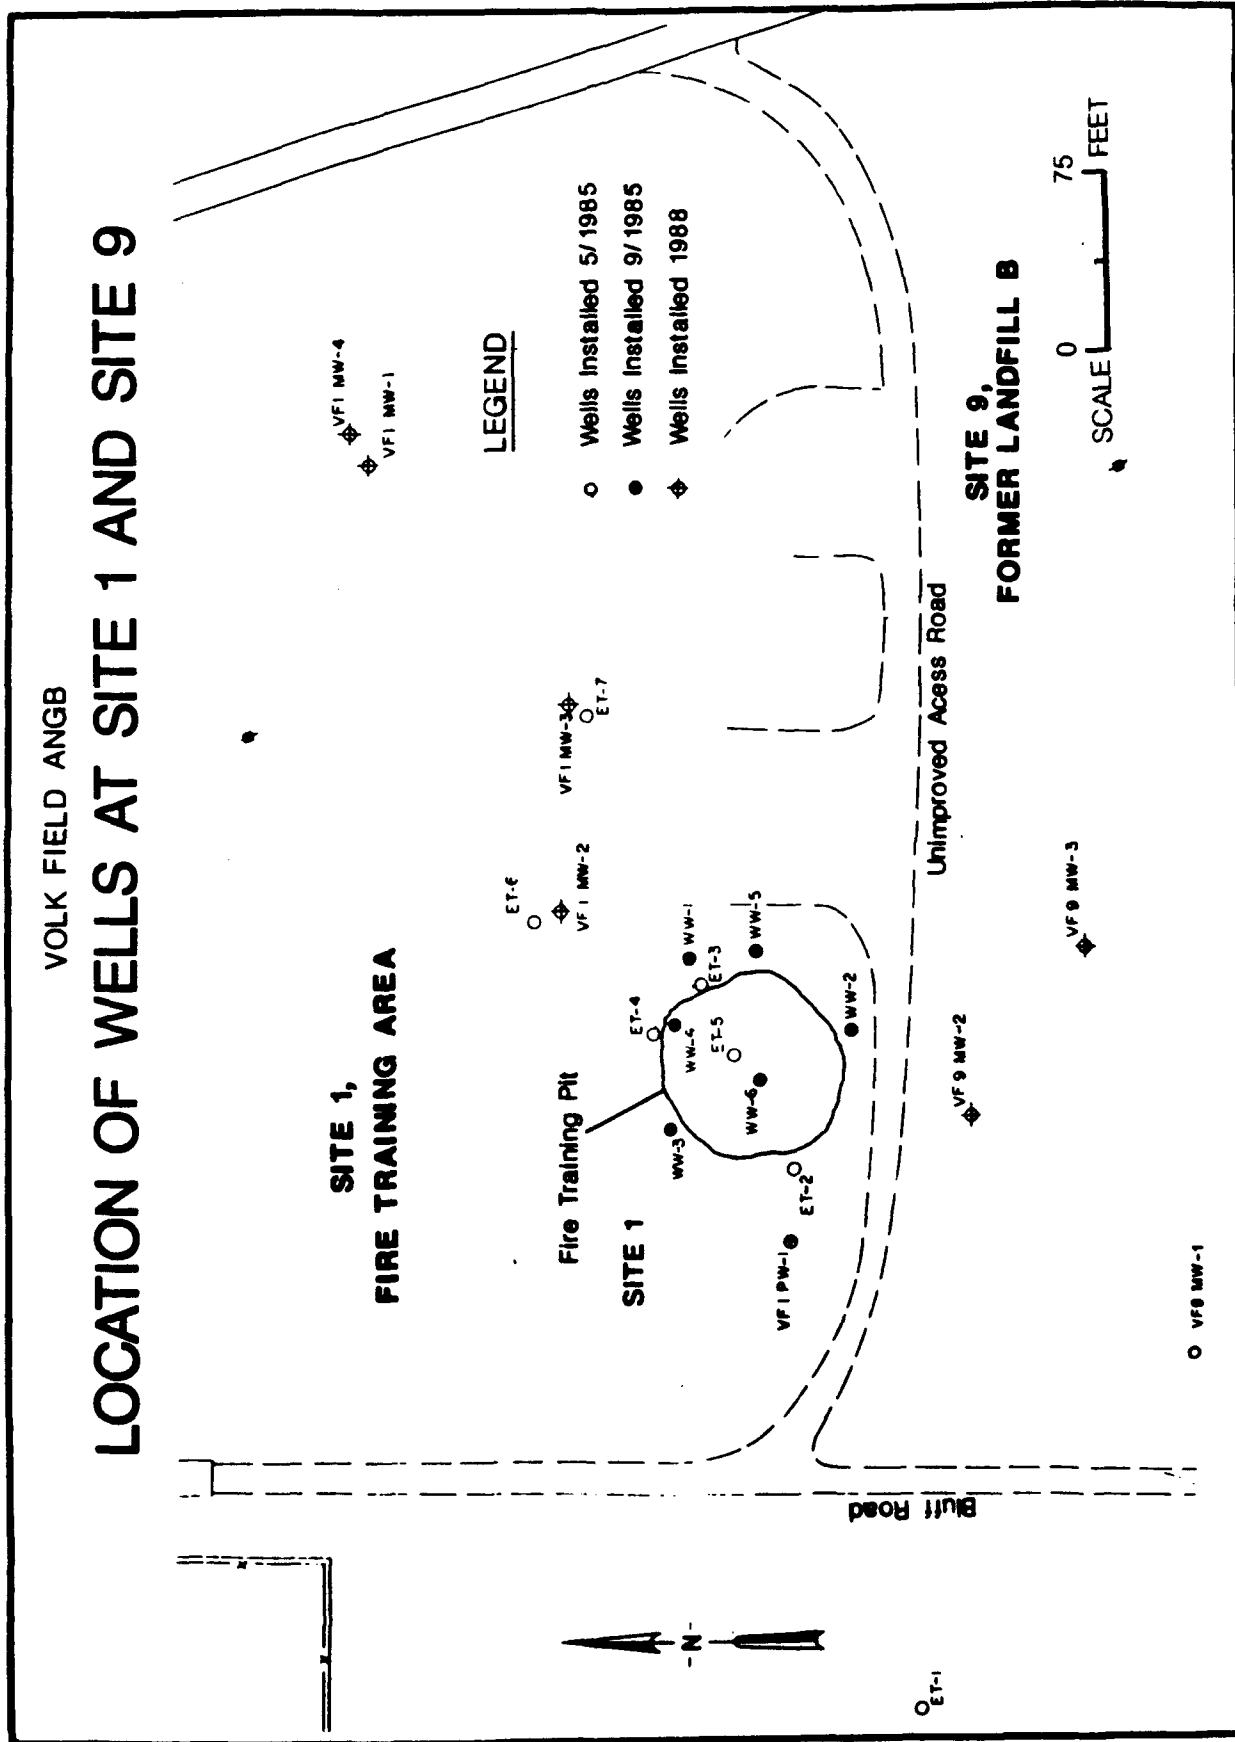 VOLK FIELD ANGB
LOCATION OF WELLS AT SITE 1 AND SITE 9
SITE 1,
FIRE TRAINING AREA
VF1 MW-4
VF1 MW-1
LEGEND
Wells Installed 5/1985
Wells Installed 9/1985
Wells Installed 1988
ET-6
VF1 MW-2
VF1 MW-3
ET-7
Fire Training Pit
SITE 1
ET-4
WW-4
WW-3
WW-1
ET-3
ET-5
WW-5
WW-6
WW-2
ET-2
VF1 PW-1
Unimproved Acess Road
Bluff Road
-N-
ET-1
SITE 9,
FORMER LANDFILL B
VF9 MW-2
VF9 MW-3
VF9 MW-1
0 75
SCALE FEET